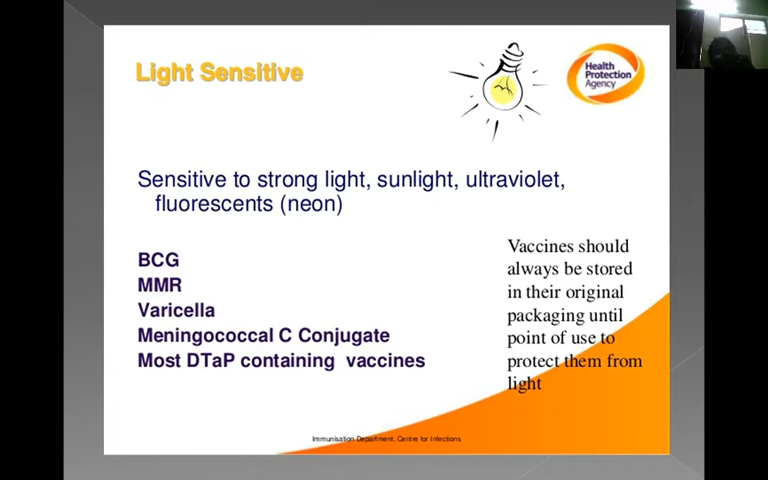 Light Sensitive
Health
Protection
Agency
Sensitive to strong light, sunlight, ultraviolet,
fluorescents (neon)
BCG
MMR
Varicella
Meningococcal C Conjugate
Most DTaP containing vaccines
Vaccines should
always be stored
in their original
packaging until
point of use to
protect them from
light
Immunisation Department, Centre for Infections